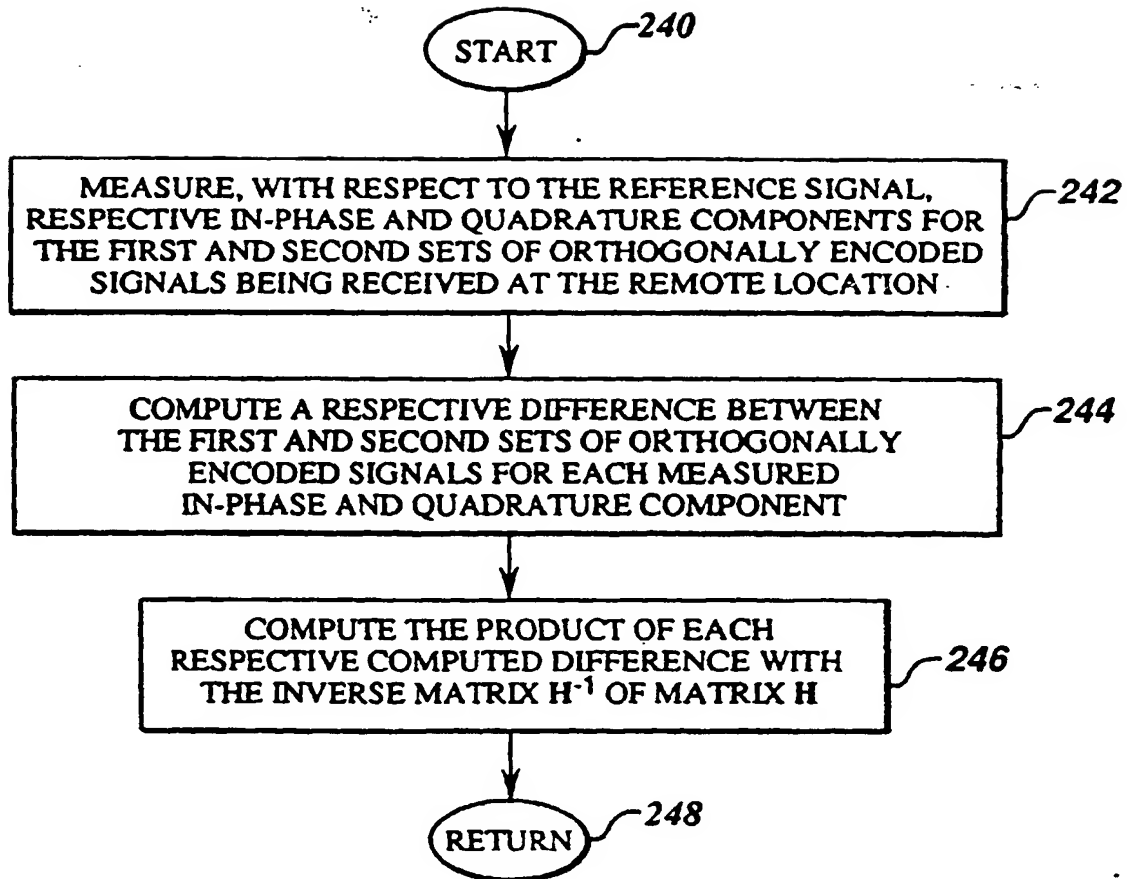 START
240
MEASURE, WITH RESPECT TO THE REFERENCE SIGNAL,
RESPECTIVE IN-PHASE AND QUADRATURE COMPONENTS FOR
THE FIRST AND SECOND SETS OF ORTHOGONALLY ENCODED
SIGNALS BEING RECEIVED AT THE REMOTE LOCATION
242
COMPUTE A RESPECTIVE DIFFERENCE BETWEEN
THE FIRST AND SECOND SETS OF ORTHOGONALLY
ENCODED SIGNALS FOR EACH MEASURED
IN-PHASE AND QUADRATURE COMPONENT
244
COMPUTE THE PRODUCT OF EACH
RESPECTIVE COMPUTED DIFFERENCE WITH
THE INVERSE MATRIX H⁻¹ OF MATRIX H
246
RETURN
248